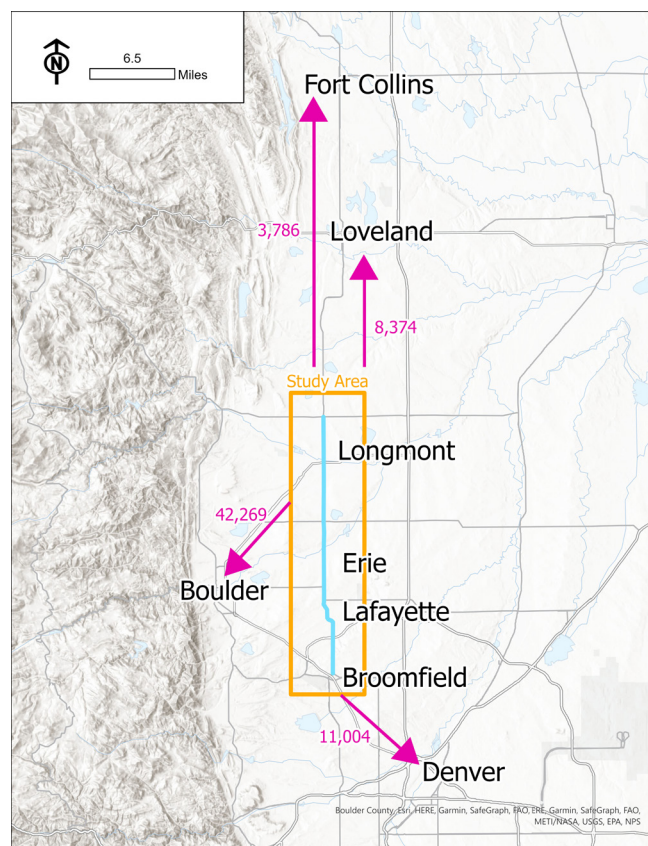 6.5
N
Miles
Fort Collins
3,786
Loveland
8,374
Study Area
Longmont
42,269
Erie
Boulder
Lafayette
Broomfield
11,004
Denver
Boulder County, Esri, HERE, Garmin, SafeGraph, FAO, ERE, Garmin, SafeGraph, FAO,
METI/NASA, USGS, EPA, NPS